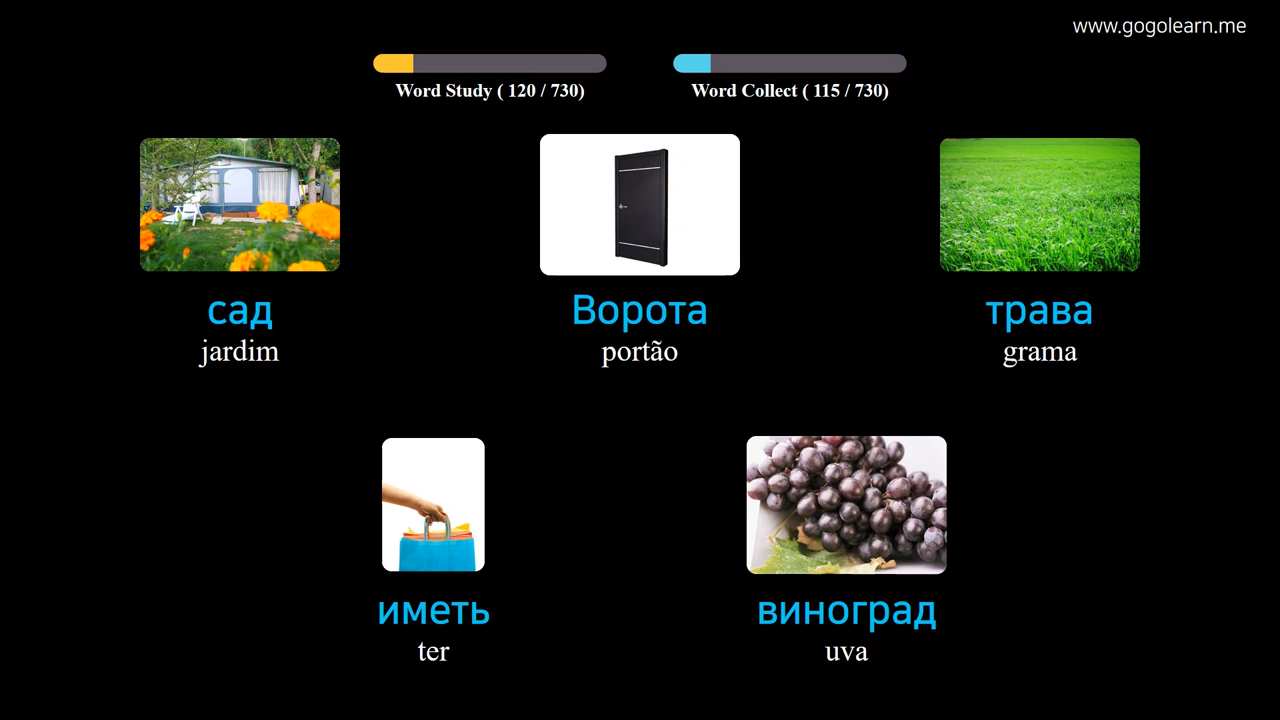 www.gogolearn.me
Word Study ( 120 / 730)
Word Collect ( 115 / 730)
сад
jardim
Ворота
portão
трава
grama
иметь
ter
виноград
uva